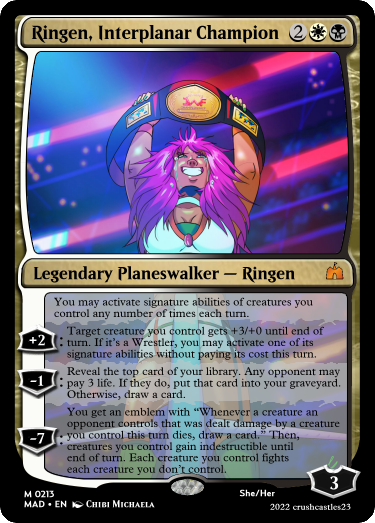 Ringen, Interplanar Champion 2
Legendary Planeswalker — Ringen
You may activate signature abilities of creatures you
control any number of times each turn.
+2: Target creature you control gets +3/+0 until end of
turn. If it's a Wrestler, you may activate one of its
signature abilities without paying its cost this turn.
−1: Reveal the top card of your library. Any opponent may
pay 3 life. If they do, put that card into your graveyard.
Otherwise, draw a card.
You get an emblem with “Whenever a creature an
opponent controls that was dealt damage by a creature
−7: you control this turn dies, draw a card.” Then,
creatures you control gain indestructible until
end of turn. Each creature you control fights
each creature you don't control.
3
M 0213
She/Her
MAD • EN Chibi Michaela
2022 crushcastles23